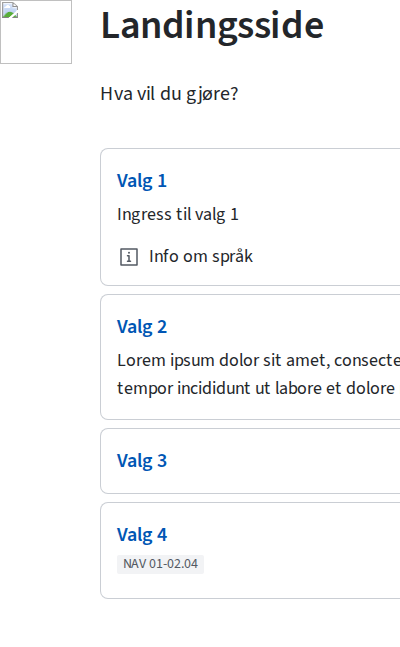 Landingsside
Hva vil du gjøre?
Valg 1
Ingress til valg 1
Info om språk
Valg 2
Lorem ipsum dolor sit amet, consecte
tempor incididunt ut labore et dolore
Valg 3
Valg 4
NAV 01-02.04